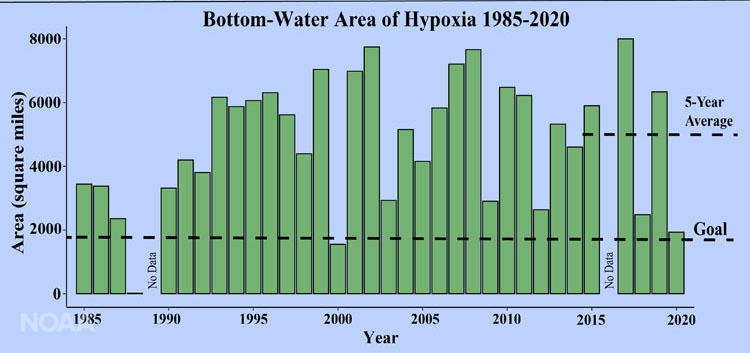 Bottom-Water Area of Hypoxia 1985-2020
8000
6000
4000
2000
0
Area (square miles)
5-Year
Average
Goal
No Data
No Data
1985
1990
1995
2000
2005
2010
2015
2020
Year
NOAA